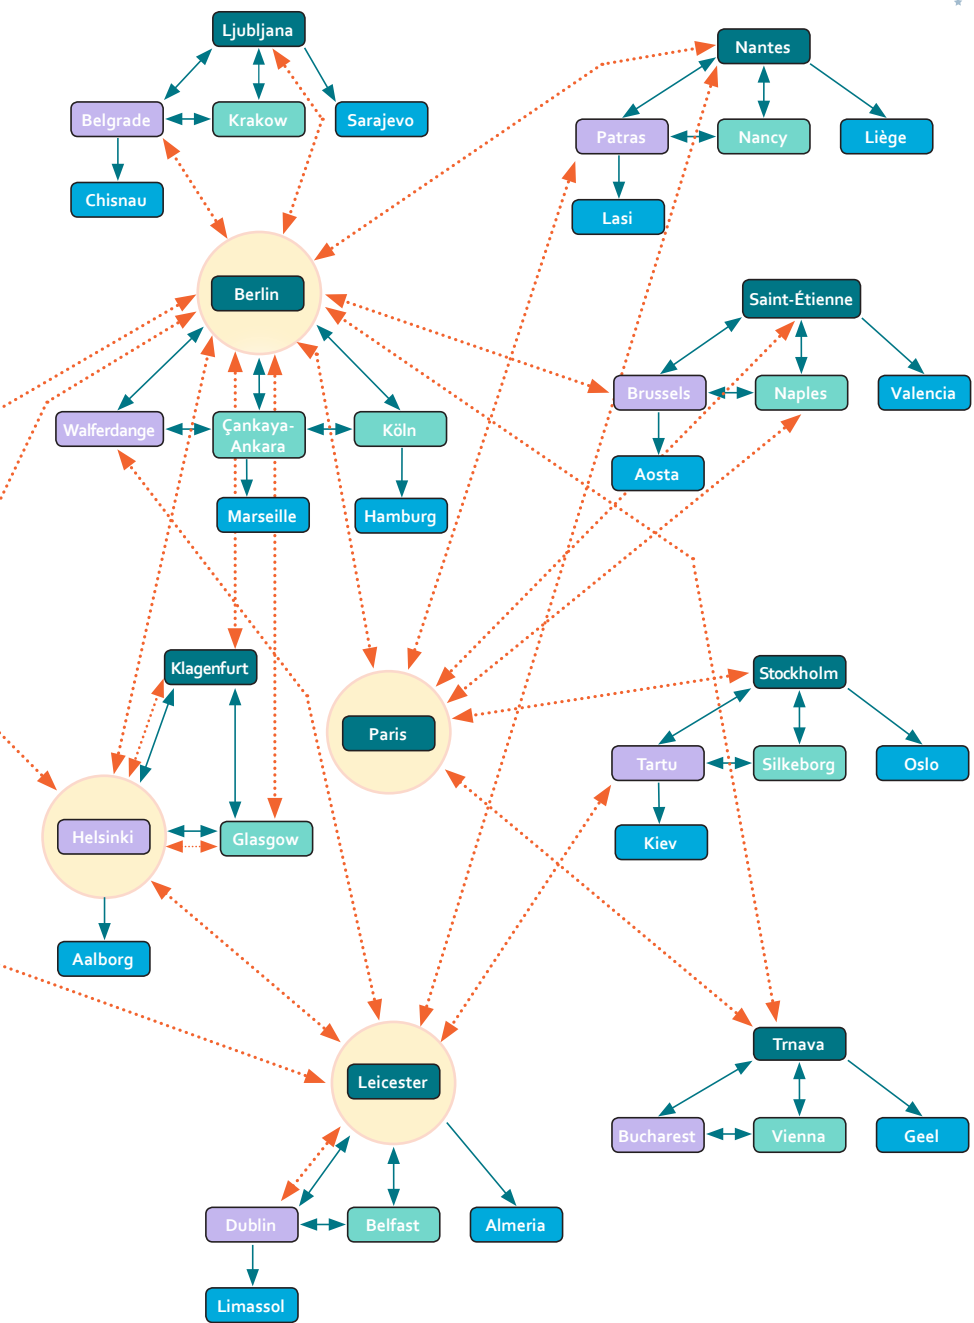 Ljubljana
Nantes
Belgrade
Krakow
Sarajevo
Patras
Nancy
Liège
Chisnau
Lasi
Berlin
Saint-Étienne
Brussels
Naples
Valencia
Walferdange
Çankaya-
Ankara
Köln
Aosta
Marseille
Hamburg
Klagenfurt
Stockholm
Paris
Tartu
Silkeborg
Oslo
Helsinki
Glasgow
Kiev
Aalborg
Trnava
Leicester
Bucharest
Vienna
Geel
Dublin
Belfast
Almeria
Limassol